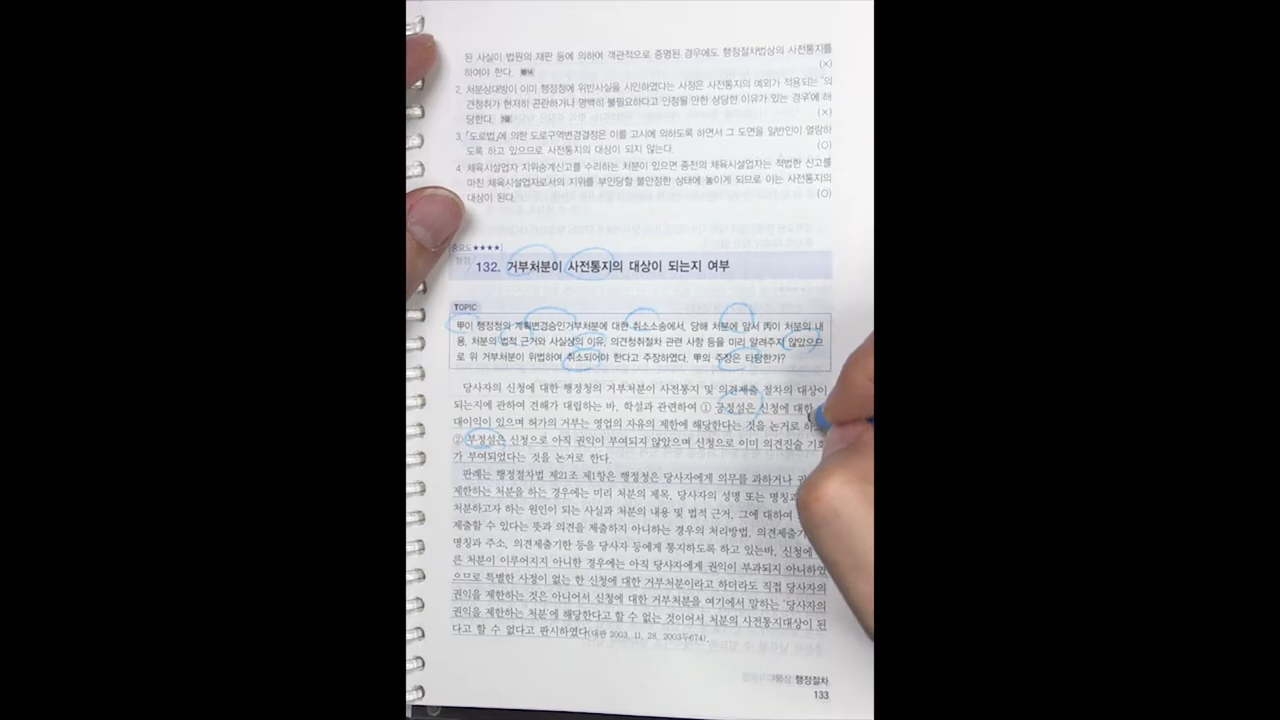 된 사실이 법원의 재판 등에 의하여 객관적으로 증명된 경우에도 행정절차법상의 사전통지를
하여야 한다. (×)
2. 처분상대방이 이미 행정청에 위반사실을 시인하였다는 사정은 사전통지의 예외가 적용되는 '의
견청취가 현저히 곤란하거나 명백히 불필요하다고 인정될 만한 상당한 이유가 있는 경우'에 해
당한다. (×)
3. 「도로법」에 의한 도로구역변경결정은 이를 고시에 의하도록 하면서 그 도면을 일반인이 열람하
도록 하고 있으므로 사전통지의 대상이 되지 않는다. (○)
4. 체육시설업자 지위승계신고를 수리하는 처분이 있으면 종전의 체육시설업자는 적법한 신고를
마친 체육시설업자로서의 지위를 부인당할 불안정한 상태에 놓이게 되므로 이는 사전통지의
대상이 된다. (○)
중요도 ★★★★
쟁점
132. 거부처분이 사전통지의 대상이 되는지 여부
TOPIC
甲이 행정청의 계획변경승인거부처분에 대한 취소소송에서, 당해 처분에 앞서 丙이 처분의 내
용, 처분의 법적 근거와 사실상의 이유, 의견청취절차 관련 사항 등을 미리 알려주지 않았으므
로 위 거부처분이 위법하여 취소되어야 한다고 주장하였다. 甲의 주장은 타당한가?
당사자의 신청에 대한 행정청의 거부처분이 사전통지 및 의견제출 절차의 대상이
되는지에 관하여 견해가 대립하는 바, 학설과 관련하여 ① 긍정설은 신청에 대한
대이익이 있으며 허가의 거부는 영업의 자유의 제한에 해당한다는 것을 논거로 하
② 부정설은 신청으로 아직 권익이 부여되지 않았으며 신청으로 이미 의견진술 기회
가 부여되었다는 것을 논거로 한다.
판례는 행정절차법 제21조 제1항은 행정청은 당사자에게 의무를 과하거나 권
제한하는 처분을 하는 경우에는 미리 처분의 제목, 당사자의 성명 또는 명칭과
처분하고자 하는 원인이 되는 사실과 처분의 내용 및 법적 근거, 그에 대하여
제출할 수 있다는 뜻과 의견을 제출하지 아니하는 경우의 처리방법, 의견제출기
명칭과 주소, 의견제출기한 등을 당사자 등에게 통지하도록 하고 있는바, 신청에
른 처분이 이루어지지 아니한 경우에는 아직 당사자에게 권익이 부과되지 아니하였
으므로 특별한 사정이 없는 한 신청에 대한 거부처분이라고 하더라도 직접 당사자의
권익을 제한하는 것은 아니어서 신청에 대한 거부처분을 여기에서 말하는 '당사자의
권익을 제한하는 처분'에 해당한다고 할 수 없는 것이어서 처분의 사전통지대상이 된
다고 할 수 없다고 판시하였다(대판 2003. 11. 28. 2003두674).
행정절차
133